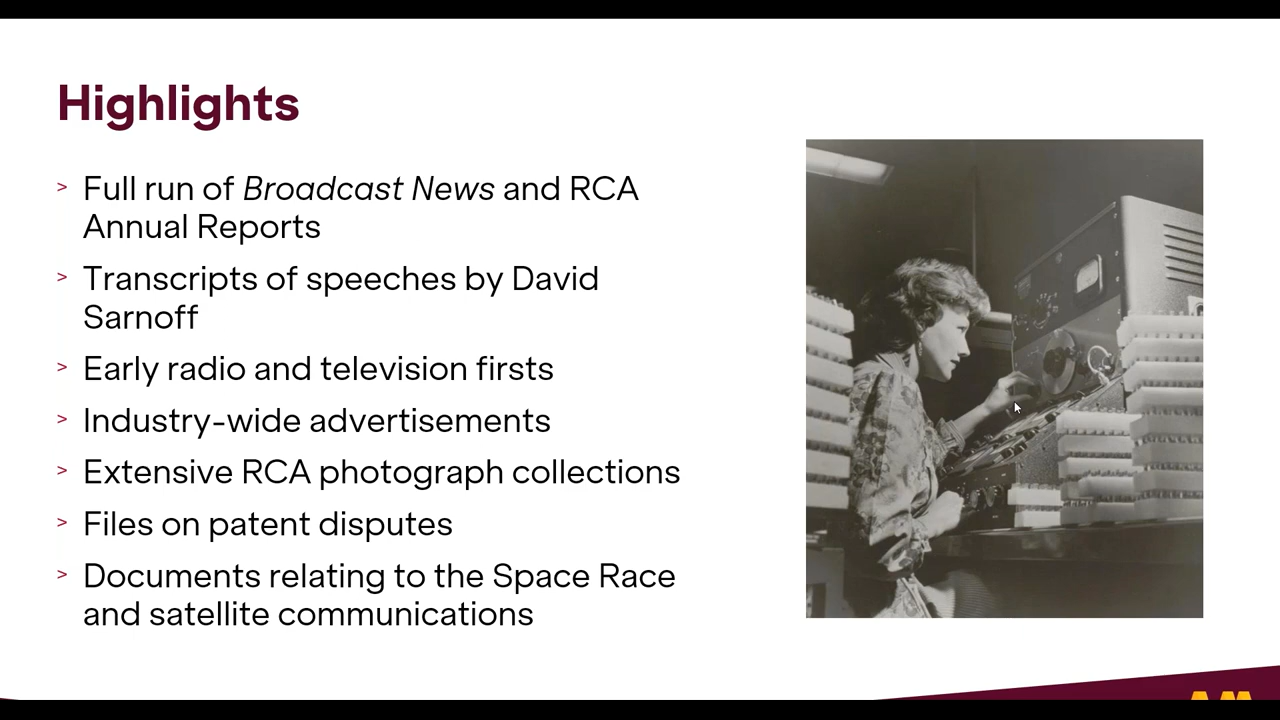 Highlights
> Full run of Broadcast News and RCA
Annual Reports
> Transcripts of speeches by David
Sarnoff
> Early radio and television firsts
> Industry-wide advertisements
> Extensive RCA photograph collections
> Files on patent disputes
> Documents relating to the Space Race
and satellite communications